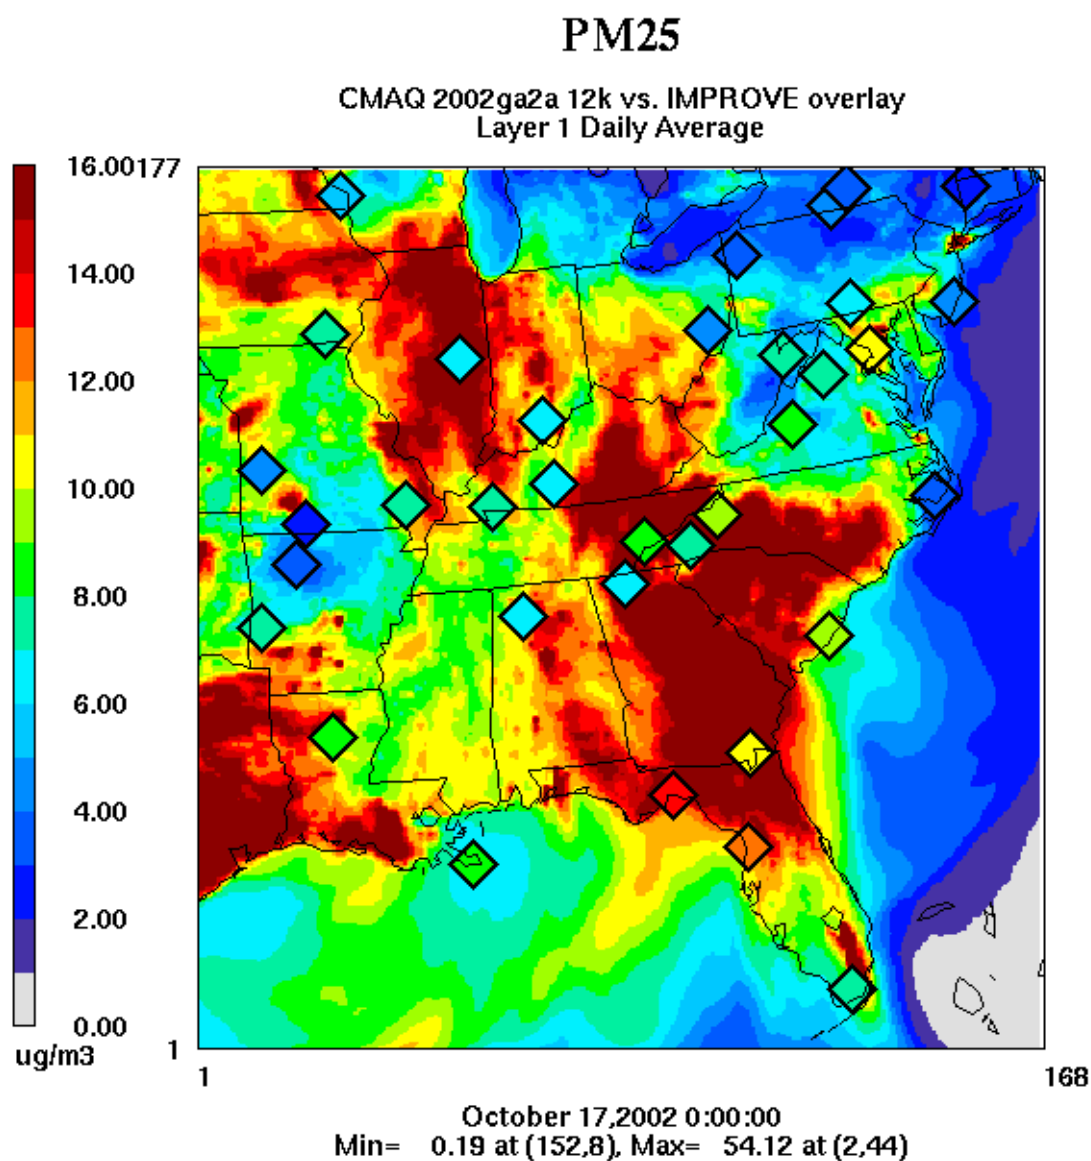 PM25
CMAQ 2002ga2a 12k vs. IMPROVE overlay
Layer 1 Daily Average
16.00
177
14.00
12.00
10.00
8.00
6.00
4.00
2.00
0.00
ug/m3
1
1
168
October 17,2002 0:00:00
Min= 0.19 at (152,8), Max= 54.12 at (2,44)